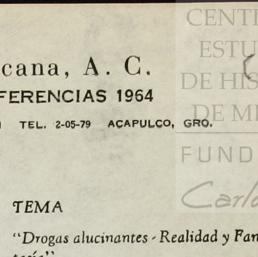 CENT
ESTU
cana, A. C.
DE HIS
FERENCIAS 1964
DE M
TEL. 2-05-79 ACAPULCO, GRO.
FUND
Carlo
TEMA
"Drogas alucinantes - Realidad y Fan